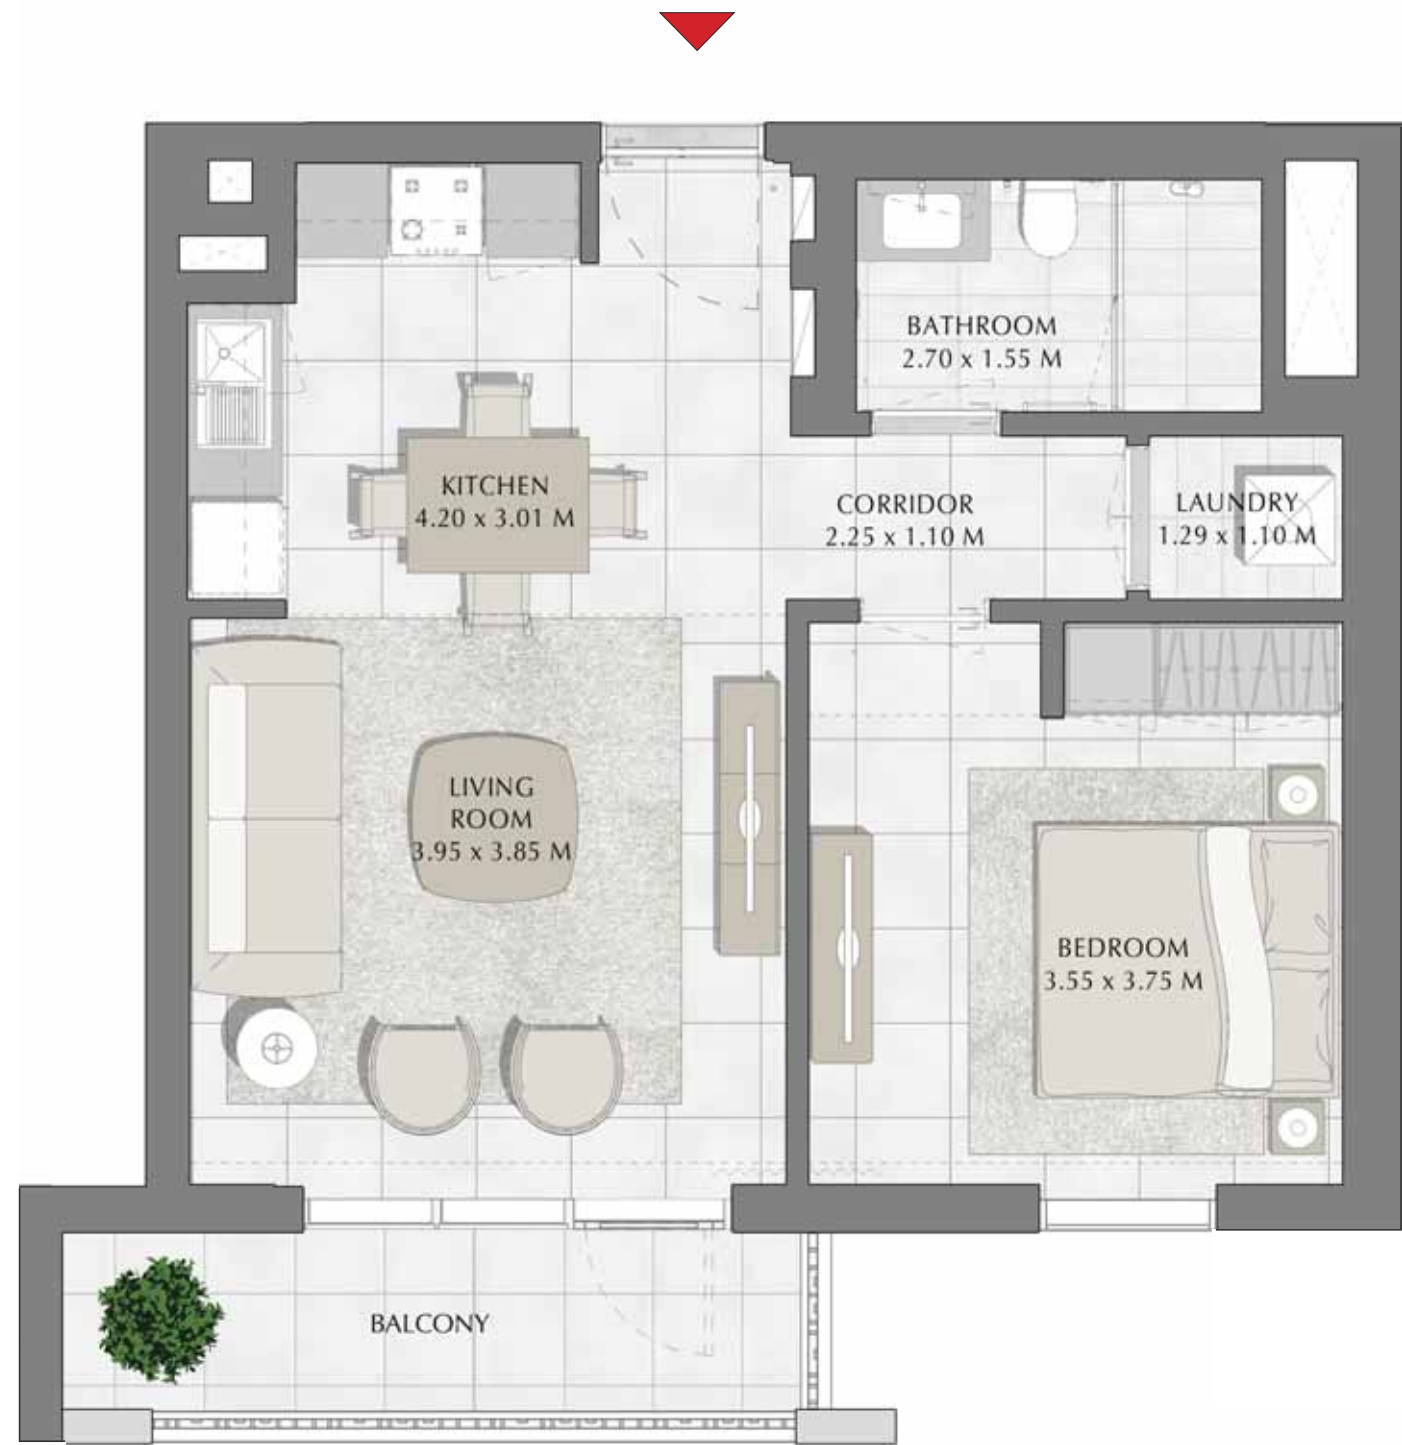 BATHROOM
2.70 x 1.55 M
KITCHEN
4.20 x 3.01 M
CORRIDOR
2.25 x 1.10 M
LAUNDRY
1.29 x 1.10 M
LIVING
ROOM
3.95 x 3.85 M
BEDROOM
3.55 x 3.75 M
BALCONY